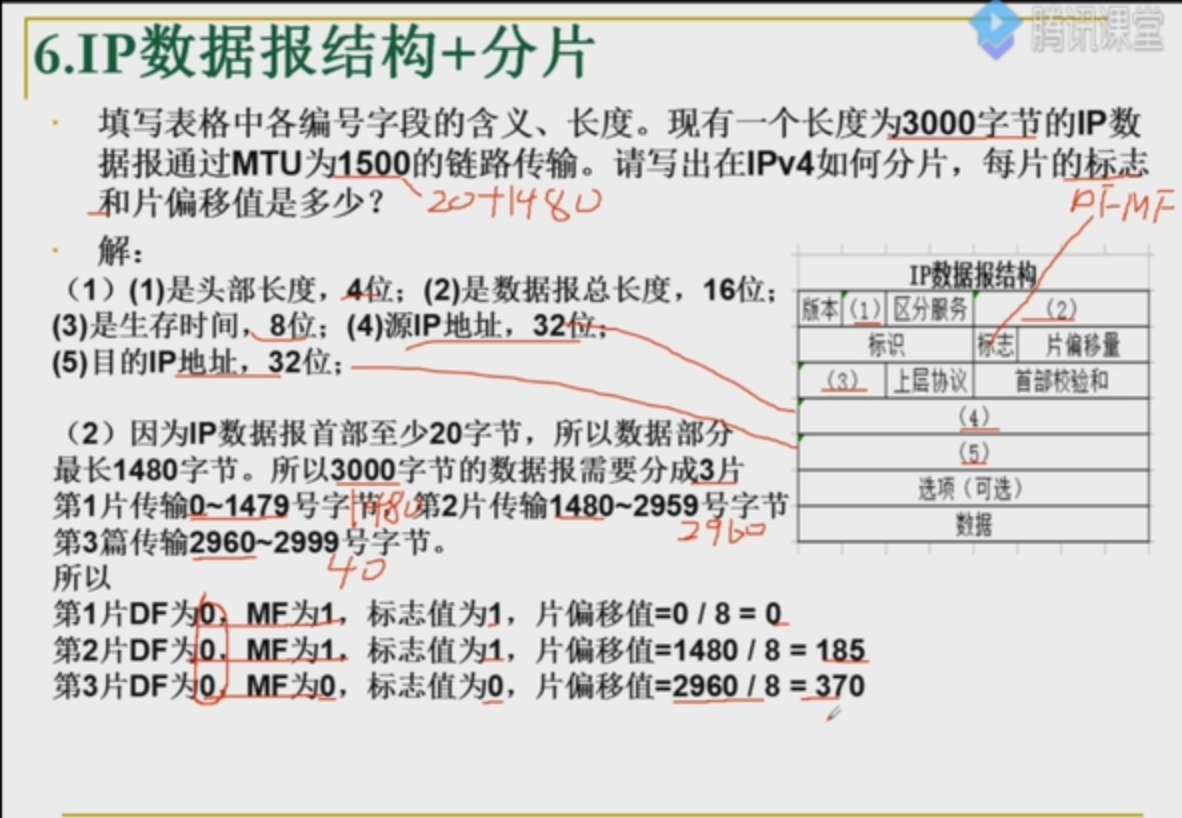 腾讯课堂
6.IP数据报结构+分片
填写表格中各编号字段的含义、长度。现有一个长度为3000字节的IP数
据报通过MTU为1500的链路传输。请写出在IPv4如何分片，每片的标志
和片偏移值是多少？
20+1480
DF MF
解：
（1）(1)是头部长度，4位；(2)是数据报总长度，16位；
(3)是生存时间，8位；(4)源IP地址，32位；
(5)目的IP地址，32位；
（2）因为IP数据报首部至少20字节，所以数据部分
最长1480字节。所以3000字节的数据报需要分成3片
第1片传输0~1479号字节，第2片传输1480~2959号字节
1480
2960
第3篇传输2960~2999号字节。
40
所以
第1片DF为0，MF为1，标志值为1，片偏移值=0 / 8 = 0
第2片DF为0，MF为1，标志值为1，片偏移值=1480 / 8 = 185
第3片DF为0，MF为0，标志值为0，片偏移值=2960 / 8 = 370
IP数据报结构
版本 （1） 区分服务 （2）
标识 标志 片偏移量
（3） 上层协议 首部校验和
（4）
（5）
选项（可选）
数据